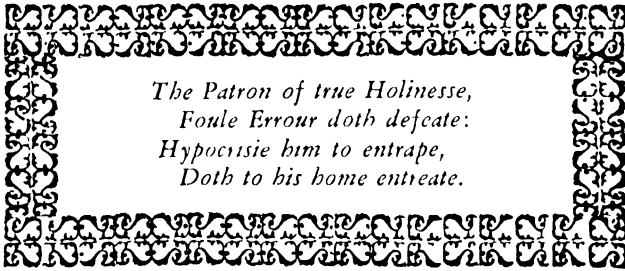 The Patron of true Holinesse,
Foule Errour doth defeate:
Hypocrisie him to entrape,
Doth to his home entreate.